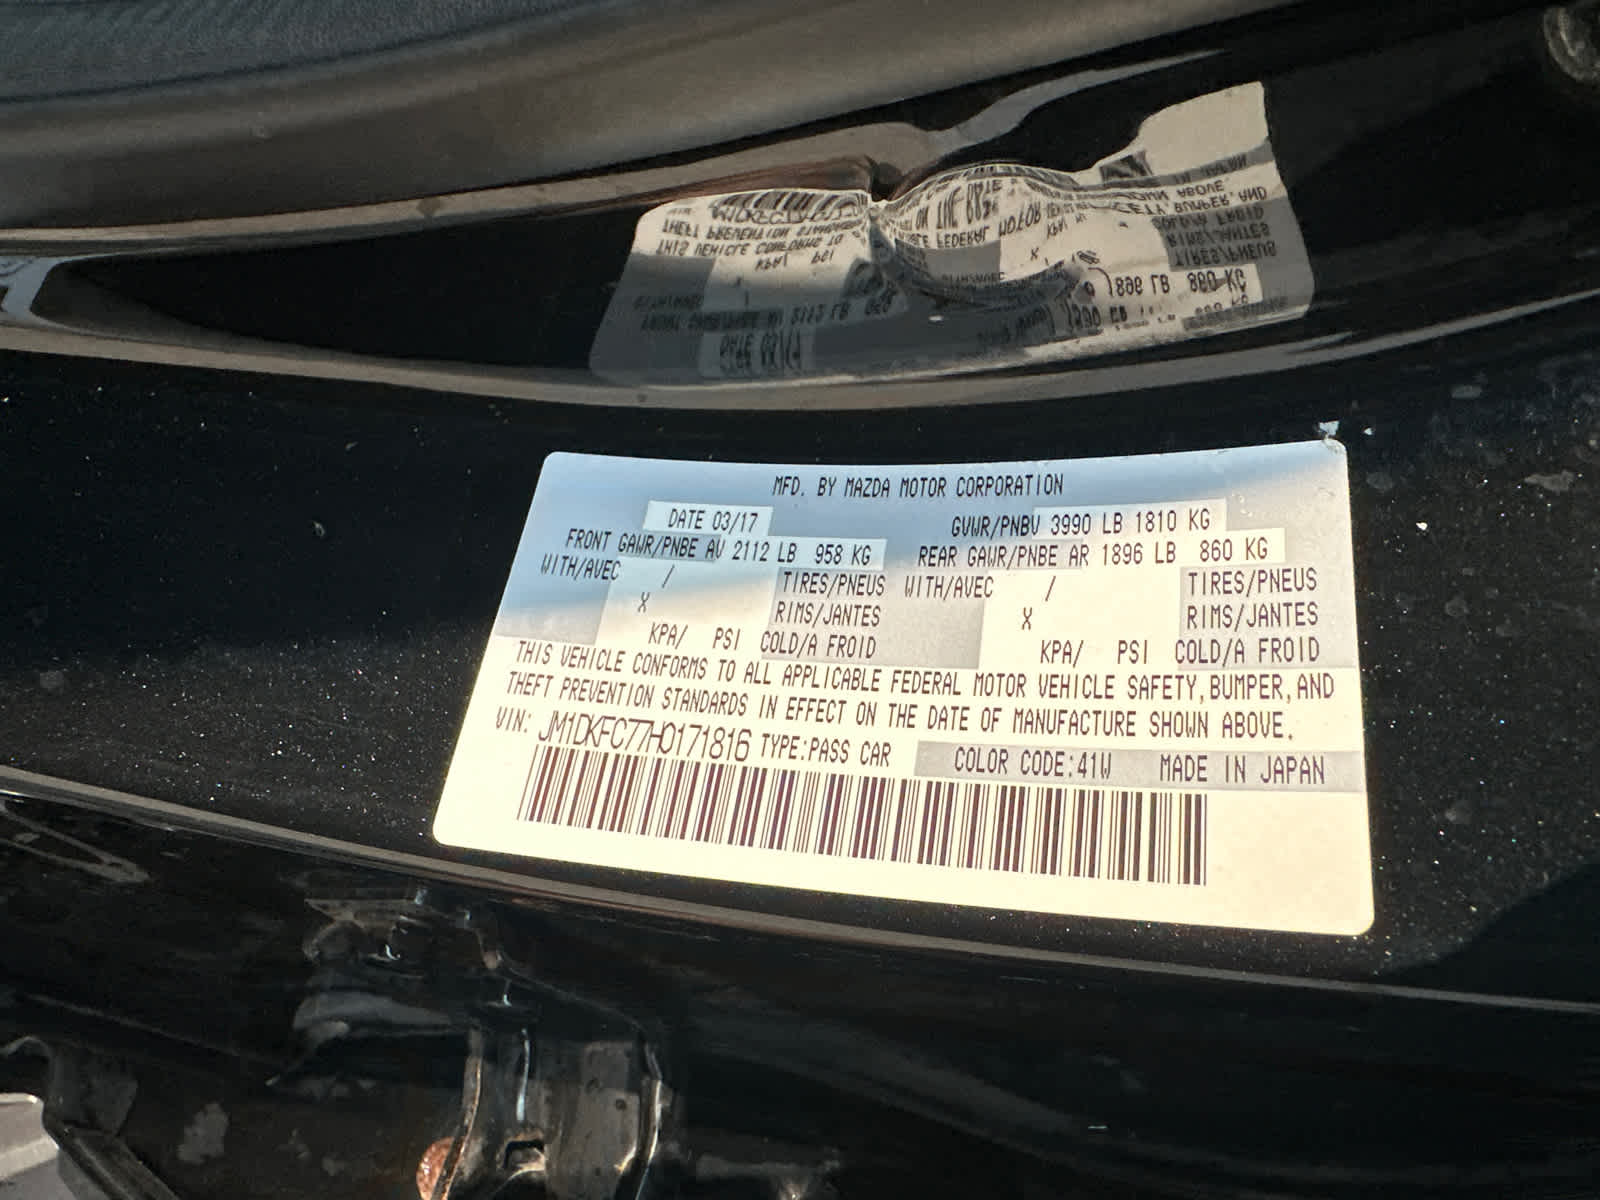 MFD. BY MAZDA MOTOR CORPORATION
DATE 03/17 GVWR/PNBV 3990 LB 1810 KG
FRONT GAWR/PNBE AV 2112 LB 958 KG REAR GAWR/PNBE AR 1896 LB 860 KG
WITH/AVEC / TIRES/PNEUS WITH/AVEC / TIRES/PNEUS
X RIMS/JANTES X RIMS/JANTES
KPA/ PSI COLD/A FROID KPA/ PSI COLD/A FROID
THIS VEHICLE CONFORMS TO ALL APPLICABLE FEDERAL MOTOR VEHICLE SAFETY, BUMPER, AND
THEFT PREVENTION STANDARDS IN EFFECT ON THE DATE OF MANUFACTURE SHOWN ABOVE.
VIN: JM1DKFC77H0171816 TYPE:PASS CAR COLOR CODE:41W MADE IN JAPAN